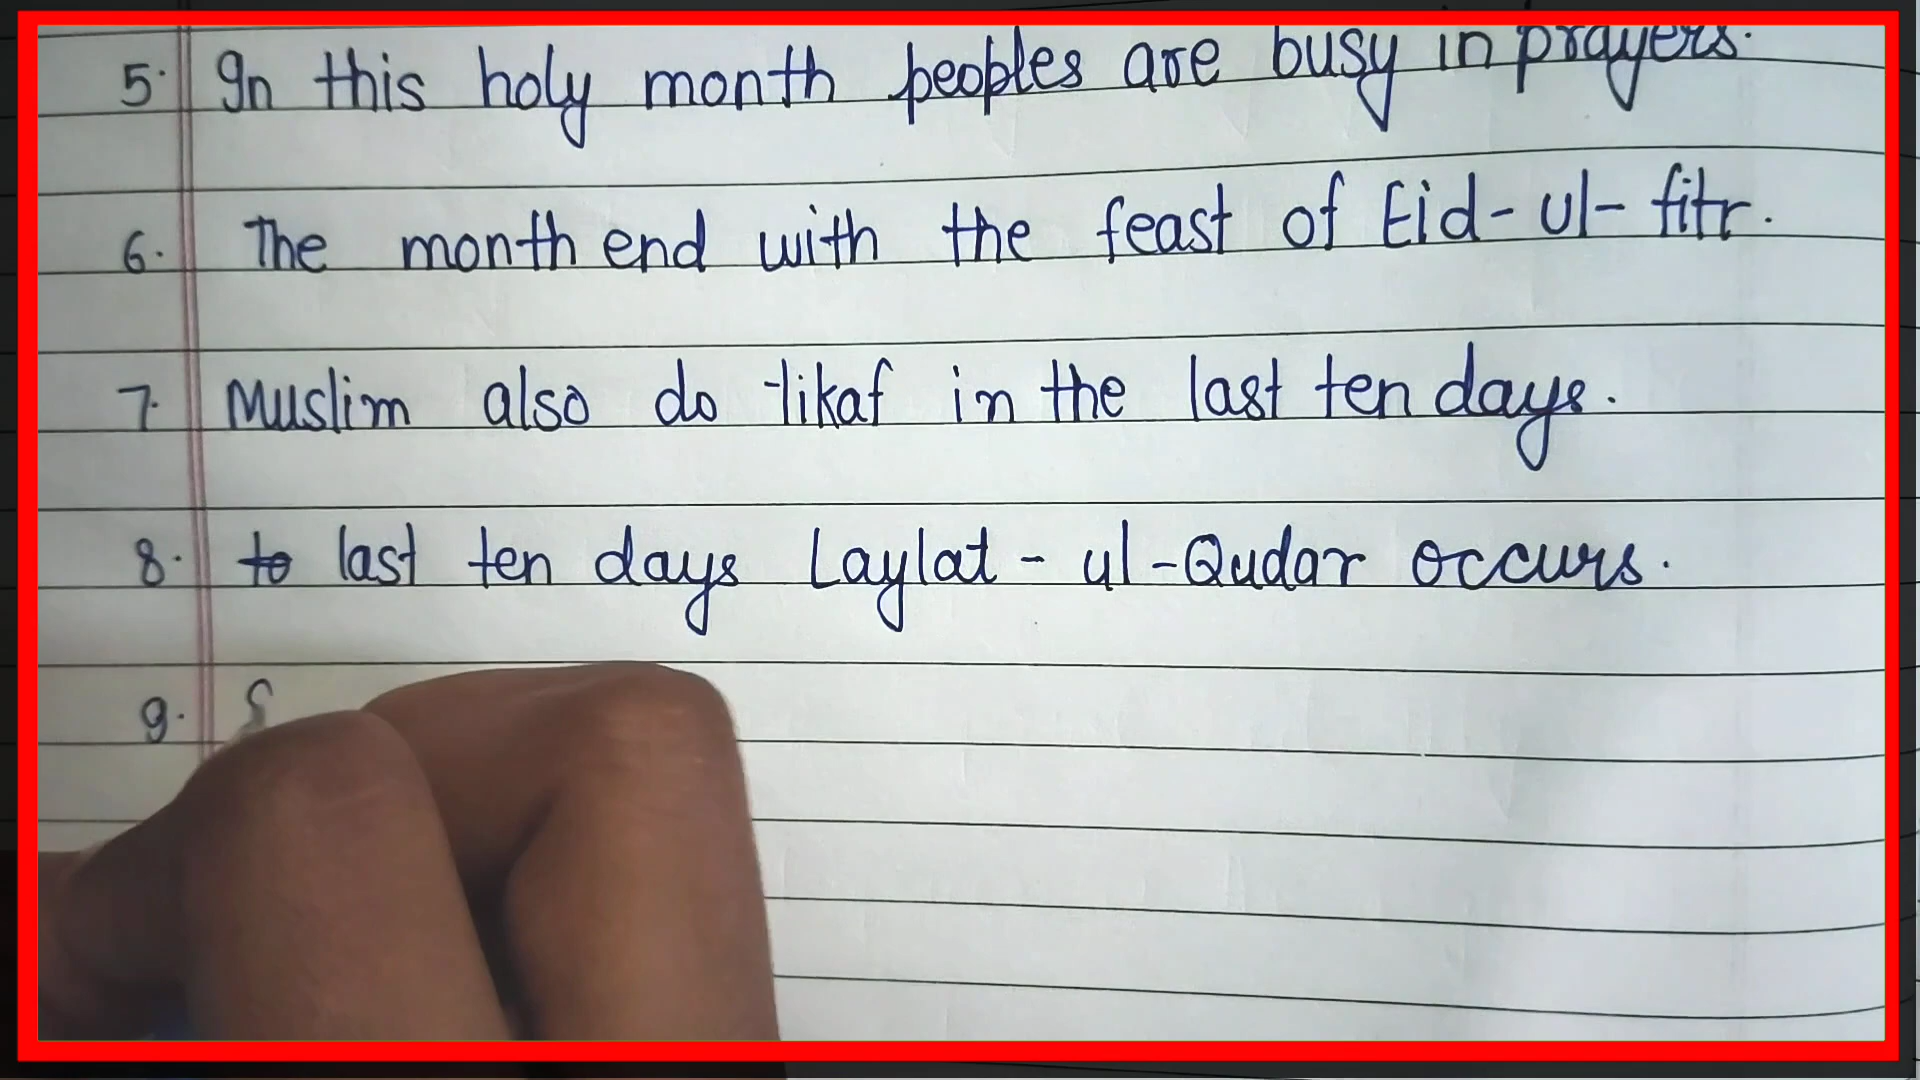 5. In this holy month peoples are busy in prayers.
6. The month end with the feast of Eid-ul-fitr.
7. Muslim also do tikaf in the last ten days.
8. to last ten days Laylat-ul-Qudar occurs.
9. S